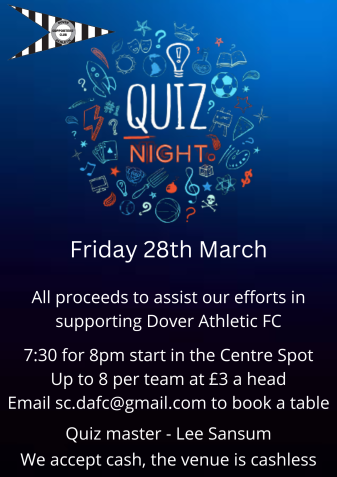 SUPPORTERS
CLUB
QUIZ
NIGHT
Friday 28th March
All proceeds to assist our efforts in
supporting Dover Athletic FC
7:30 for 8pm start in the Centre Spot
Up to 8 per team at £3 a head
Email sc.dafc@gmail.com to book a table
Quiz master - Lee Sansum
We accept cash, the venue is cashless